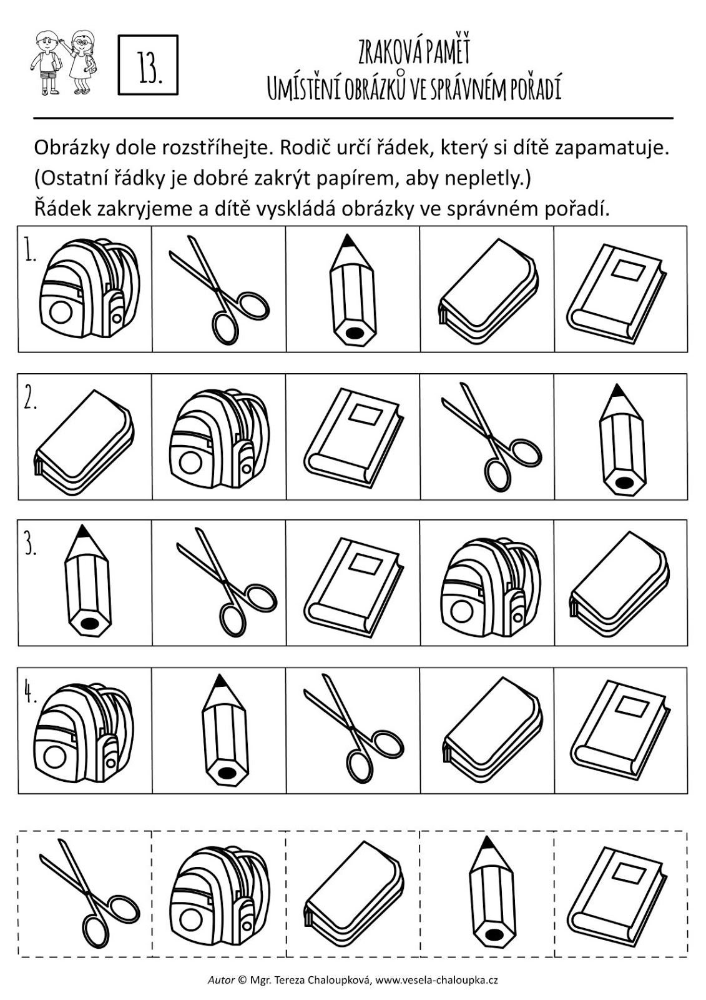 13.
ZRAKOVÁ PAMĚŤ
UMÍSTĚNÍ OBRÁZKŮ VE SPRÁVNÉM POŘADÍ
Obrázky dole rozstříhejte. Rodič určí řádek, který si dítě zapamatuje.
(Ostatní řádky je dobré zakrýt papírem, aby nepletly.)
Řádek zakryjeme a dítě vyskládá obrázky ve správném pořadí.
1.
2.
3.
4.
Autor © Mgr. Tereza Chaloupková, www.vesela-chaloupka.cz